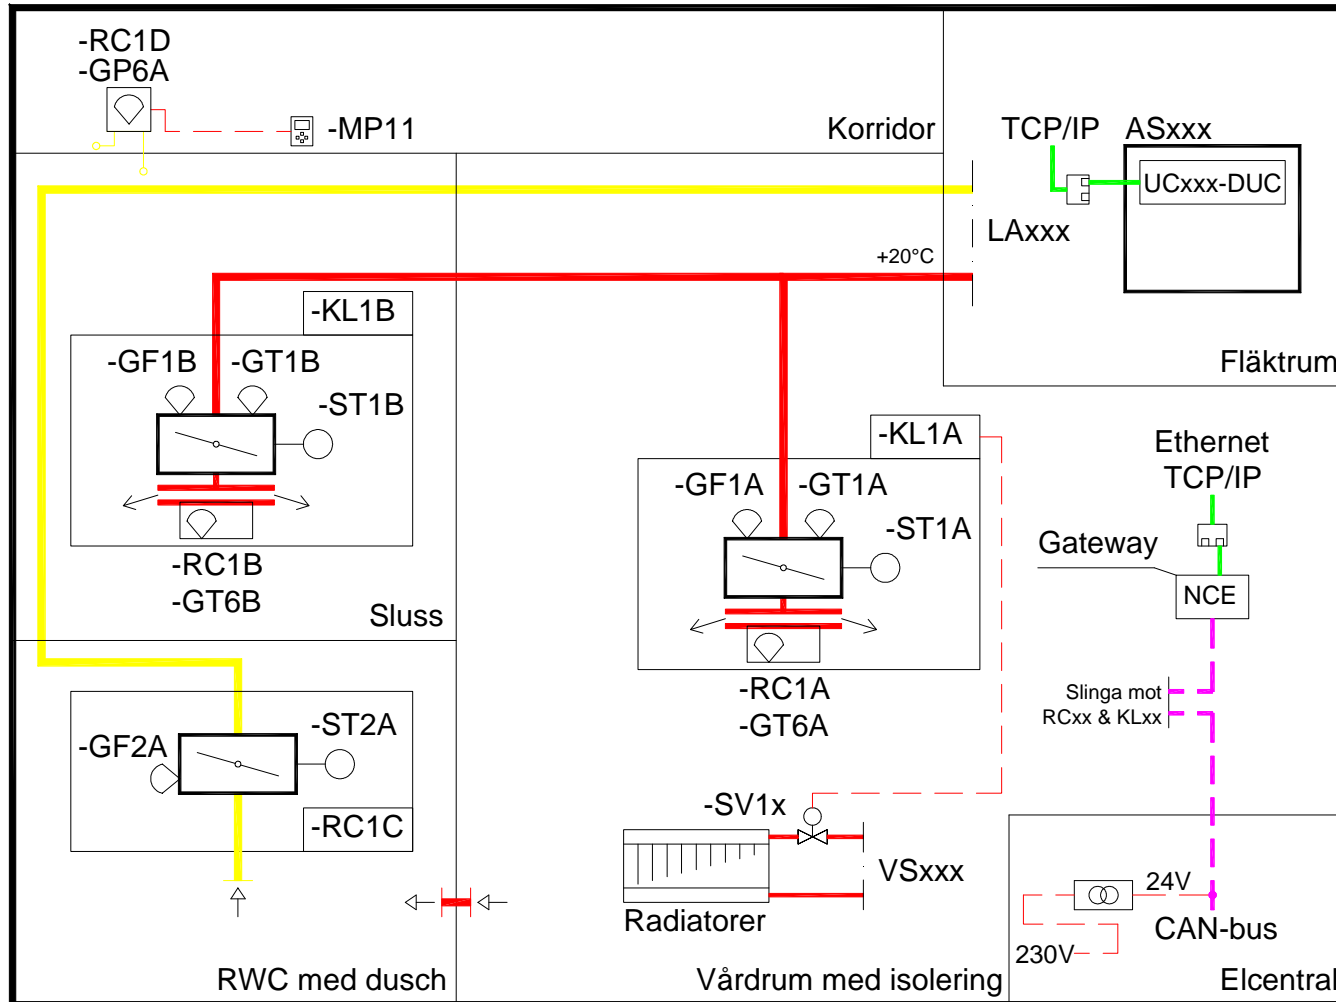 -RC1D
-GP6A
-MP11
Korridor
TCP/IP
ASxxx
UCxxx-DUC
LAxxx
+20°C
Fläktrum
-KL1B
-GF1B
-GT1B
-ST1B
-RC1B
-GT6B
Sluss
-KL1A
-GF1A
-GT1A
-ST1A
-RC1A
-GT6A
Ethernet
TCP/IP
Gateway
NCE
Slinga mot
RCxx & KLxx
-GF2A
-ST2A
-RC1C
RWC med dusch
-SV1x
VSxxx
Radiatorer
Vårdrum med isolering
24V
CAN-bus
230V
Elcentral